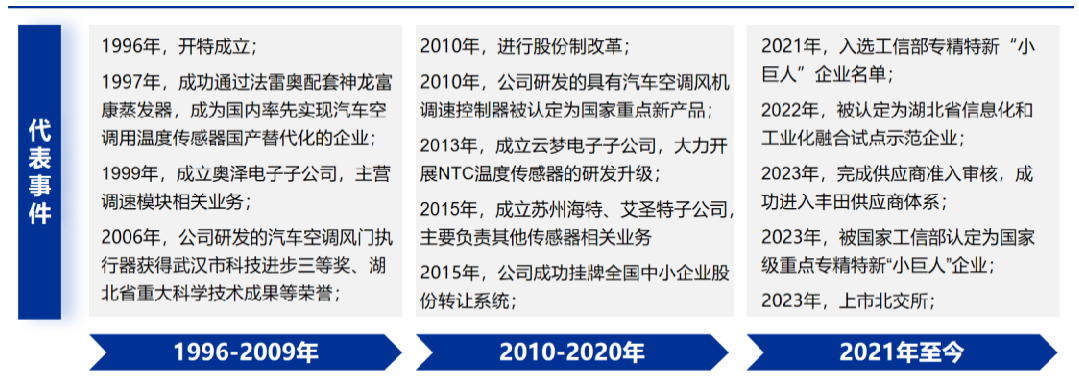 代表事件
1996年，开特成立；
1997年，成功通过法雷奥配套神龙富
康蒸发器，成为国内率先实现汽车空
调用温度传感器国产替代化的企业；
1999年，成立奥泽电子子公司，主营
调速模块相关业务；
2006年，公司研发的汽车空调风门执
行器获得武汉市科技进步三等奖、湖
北省重大科学技术成果等荣誉；
1996-2009年
2010年，进行股份制改革；
2010年，公司研发的具有汽车空调风机
调速控制器被认定为国家重点新产品；
2013年，成立云梦电子子公司，大力开
展NTC温度传感器的研发升级；
2015年，成立苏州海特、艾圣特子公司，
主要负责其他传感器相关业务
2015年，公司成功挂牌全国中小企业股
份转让系统；
2010-2020年
2021年，入选工信部专精特新“小
巨人”企业名单；
2022年，被认定为湖北省信息化和
工业化融合试点示范企业；
2023年，完成供应商准入审核，成
功进入丰田供应商体系；
2023年，被国家工信部认定为国家
级重点专精特新“小巨人”企业；
2023年，上市北交所；
2021年至今